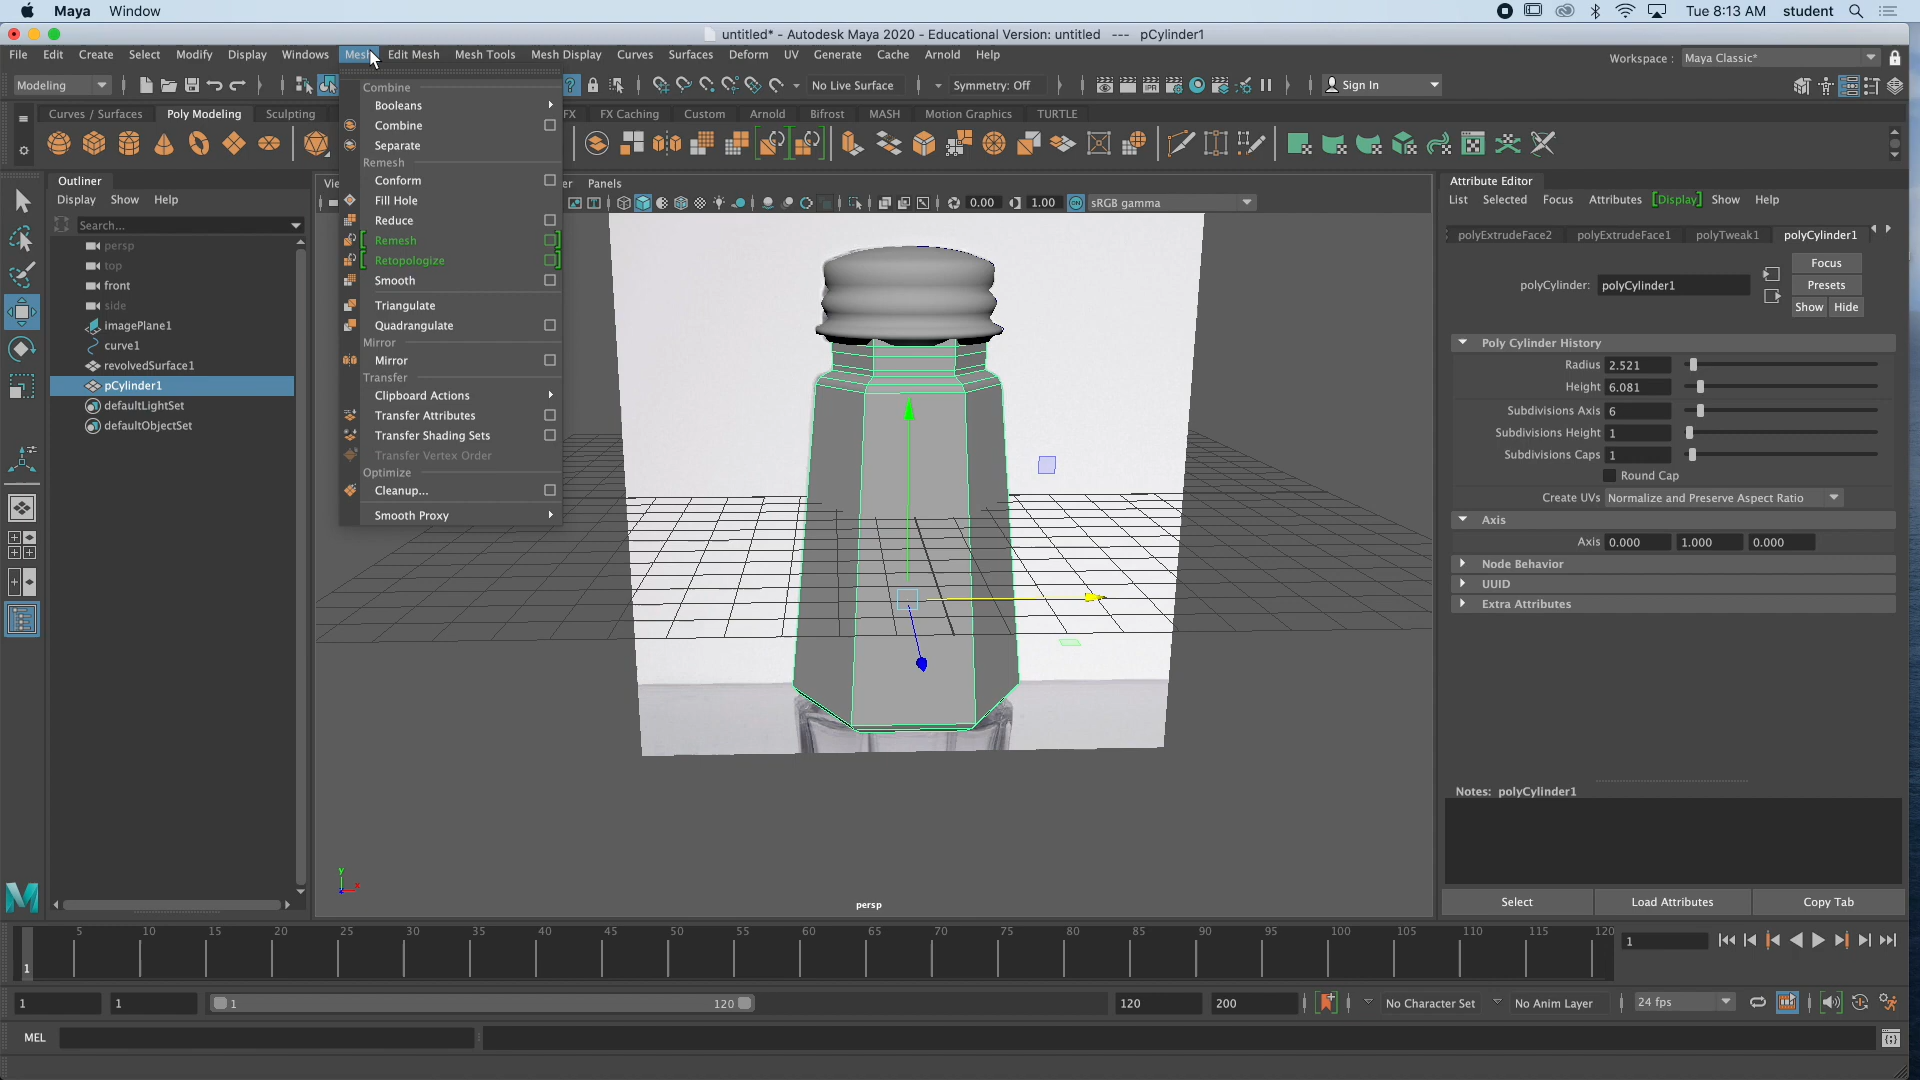 Maya Window
Tue 8:13 AM student
untitled* - Autodesk Maya 2020 - Educational Version: untitled --- pCylinder1
File Edit Create Select Modify Display Windows Mesh Edit Mesh Mesh Tools Mesh Display Curves Surfaces Deform UV Generate Cache Arnold Help
Workspace : Maya Classic*
Modeling
No Live Surface
Symmetry: Off
Sign In
Curves / Surfaces Poly Modeling Sculpting FX FX Caching Custom Arnold Bifrost MASH Motion Graphics TURTLE
Combine
Booleans
Combine
Separate
Remesh
Conform
Fill Hole
Reduce
Remesh
Retopologize
Smooth
Triangulate
Quadrangulate
Mirror
Mirror
Transfer
Clipboard Actions
Transfer Attributes
Transfer Shading Sets
Transfer Vertex Order
Optimize
Cleanup...
Smooth Proxy
Outliner
Display Show Help
Search...
persp
top
front
side
imagePlane1
curve1
revolvedSurface1
pCylinder1
defaultLightSet
defaultObjectSet
Vie
er Panels
0.00 1.00 ON sRGB gamma
y
x
persp
Attribute Editor
List Selected Focus Attributes [Display] Show Help
polyExtrudeFace2 polyExtrudeFace1 polyTweak1 polyCylinder1
polyCylinder: polyCylinder1
Focus
Presets
Show Hide
Poly Cylinder History
Radius 2.521
Height 6.081
Subdivisions Axis 6
Subdivisions Height 1
Subdivisions Caps 1
Round Cap
Create UVs Normalize and Preserve Aspect Ratio
Axis
Axis 0.000 1.000 0.000
Node Behavior
UUID
Extra Attributes
Notes: polyCylinder1
Select Load Attributes Copy Tab
5 10 15 20 25 30 35 40 45 50 55 60 65 70 75 80 85 90 95 100 105 110 115 120
1
1
1 1 1 120 120 200
No Character Set No Anim Layer 24 fps
MEL